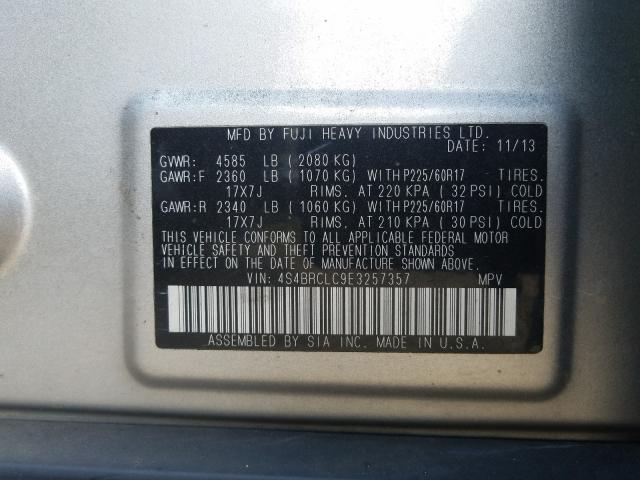 MFD BY FUJI HEAVY INDUSTRIES LTD.
DATE: 11/13
GVWR: 4585 LB (2080 KG)
GAWR:F 2360 LB (1070 KG) WITH P225/60R17 TIRES.
17X7J RIMS. AT 220 KPA (32 PSI) COLD
GAWR:R 2340 LB (1060 KG) WITH P225/60R17 TIRES.
17X7J RIMS. AT 210 KPA (30 PSI) COLD
THIS VEHICLE CONFORMS TO ALL APPLICABLE FEDERAL MOTOR
VEHICLE SAFETY AND THEFT PREVENTION STANDARDS
IN EFFECT ON THE DATE OF MANUFACTURE SHOWN ABOVE.
VIN: 4S4BRCLC9E3257357 MPV
ASSEMBLED BY SIA INC. MADE IN U.S.A.